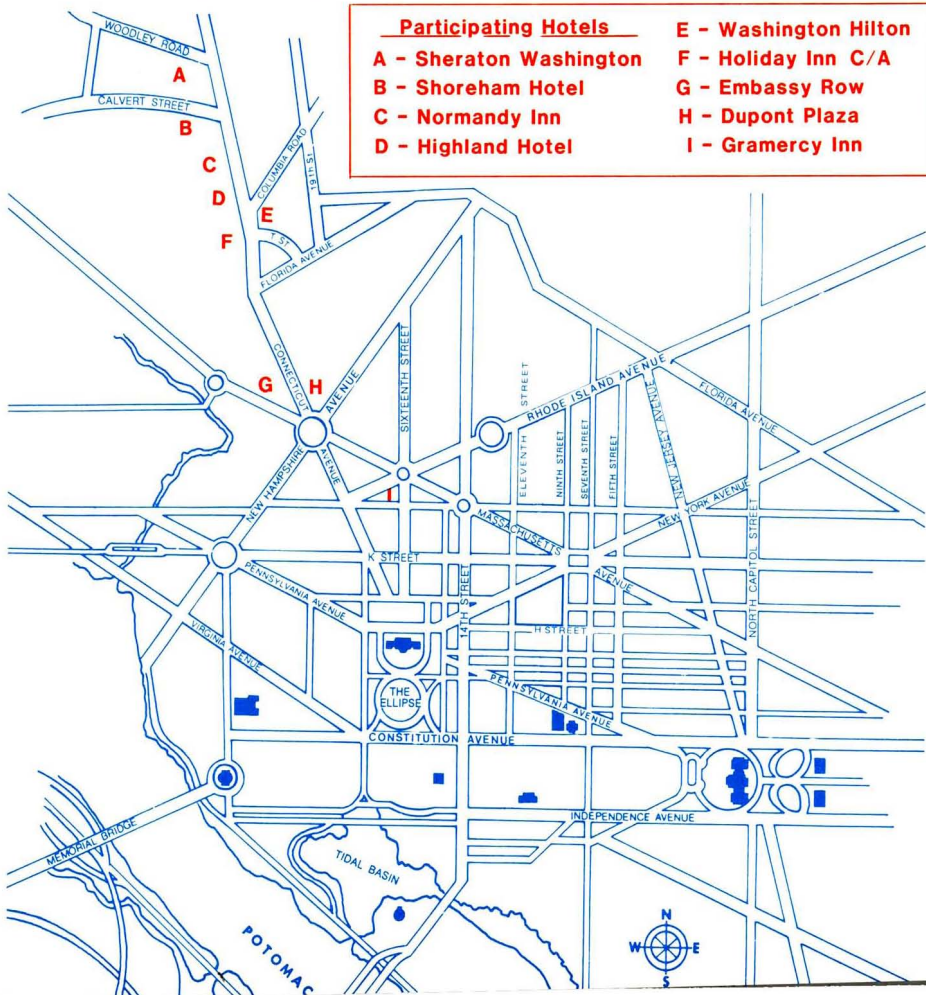 Participating Hotels
A - Sheraton Washington
B - Shoreham Hotel
C - Normandy Inn
D - Highland Hotel
E - Washington Hilton
F - Holiday Inn C/A
G - Embassy Row
H - Dupont Plaza
I - Gramercy Inn
WOODLEY ROAD
A
CALVERT STREET
B
C
D
COLUMBIA ROAD
19th St
E
F
T ST
FLORIDA AVENUE
CONNECTICUT
AVENUE
G
H
AVENUE
SIXTEENTH STREET
RHODE ISLAND AVENUE
FLORIDA AVENUE
ELEVENTH STREET
NINTH STREET
SEVENTH STREET
FIFTH STREET
NEW JERSEY AVENUE
NEW YORK AVENUE
NORTH CAPITOL STREET
NEW HAMPSHIRE
I
MASSACHUSETTS
AVENUE
K STREET
PENNSYLVANIA AVENUE
14TH STREET
VIRGINIA AVENUE
H STREET
PENNSYLVANIA AVENUE
THE
ELLIPSE
CONSTITUTION AVENUE
INDEPENDENCE AVENUE
MEMORIAL BRIDGE
TIDAL BASIN
POTOMAC
N
W
E
S